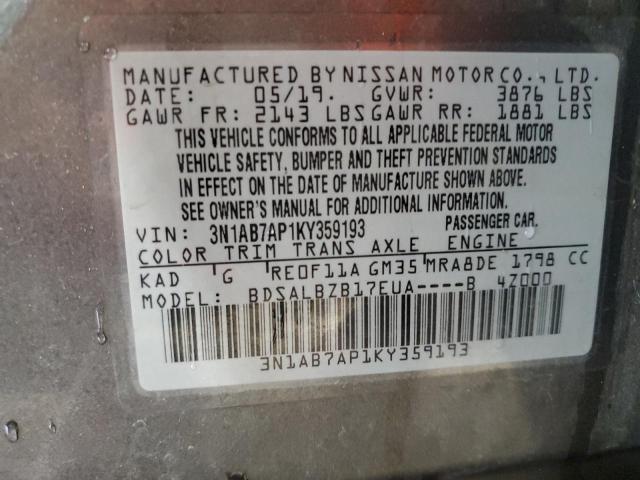 MANUFACTURED BY NISSAN MOTOR CO., LTD.
DATE: 05/19. GVWR: 3876 LBS
GAWR FR: 2143 LBS GAWR RR: 1881 LBS
THIS VEHICLE CONFORMS TO ALL APPLICABLE FEDERAL MOTOR
VEHICLE SAFETY, BUMPER AND THEFT PREVENTION STANDARDS
IN EFFECT ON THE DATE OF MANUFACTURE SHOWN ABOVE.
SEE OWNER'S MANUAL FOR ADDITIONAL INFORMATION.
VIN: 3N1AB7AP1KY359193 PASSENGER CAR.
COLOR TRIM TRANS AXLE ENGINE
KAD G RE0F11A GM35 MRA8DE 1798 CC
MODEL: BDSALBZB17EUA----B 4Z000
3N1AB7AP1KY359193